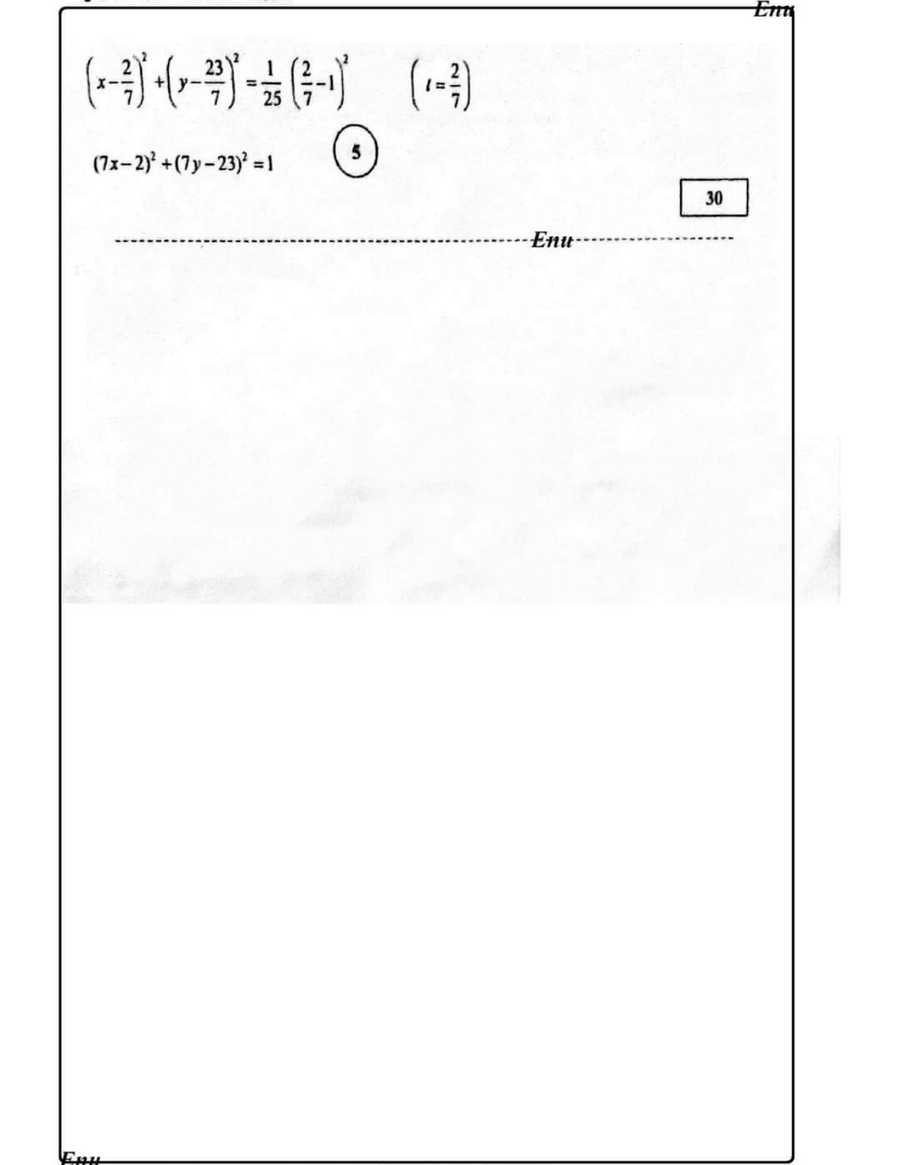 Enu
(x−2/7)² + (y−23/7)² = 1/25 (2/7−1)² (t = 2/7)
(7x−2)² + (7y−23)² = 1 5
30
Enu
Enu